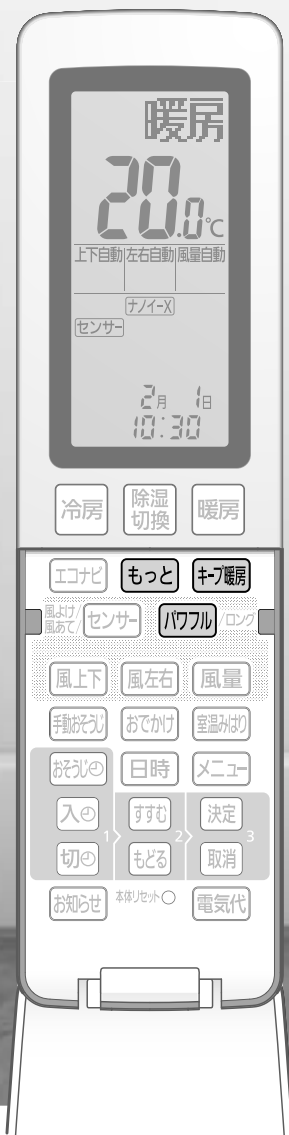 暖房
20.0℃
上下自動 左右自動 風量自動
ナノイーX
センサー
2月 1日
10:30
冷房 除湿切換 暖房
エコナビ もっと キープ暖房
風よけ/風あて/ センサー パワフル /ロング
風上下 風左右 風量
手動おそうじ おでかけ 室温みはり
おそうじ 日時 メニュー
入 すすむ 決定
1 2 3
切 もどる 取消
お知らせ 本体リセット 電気代